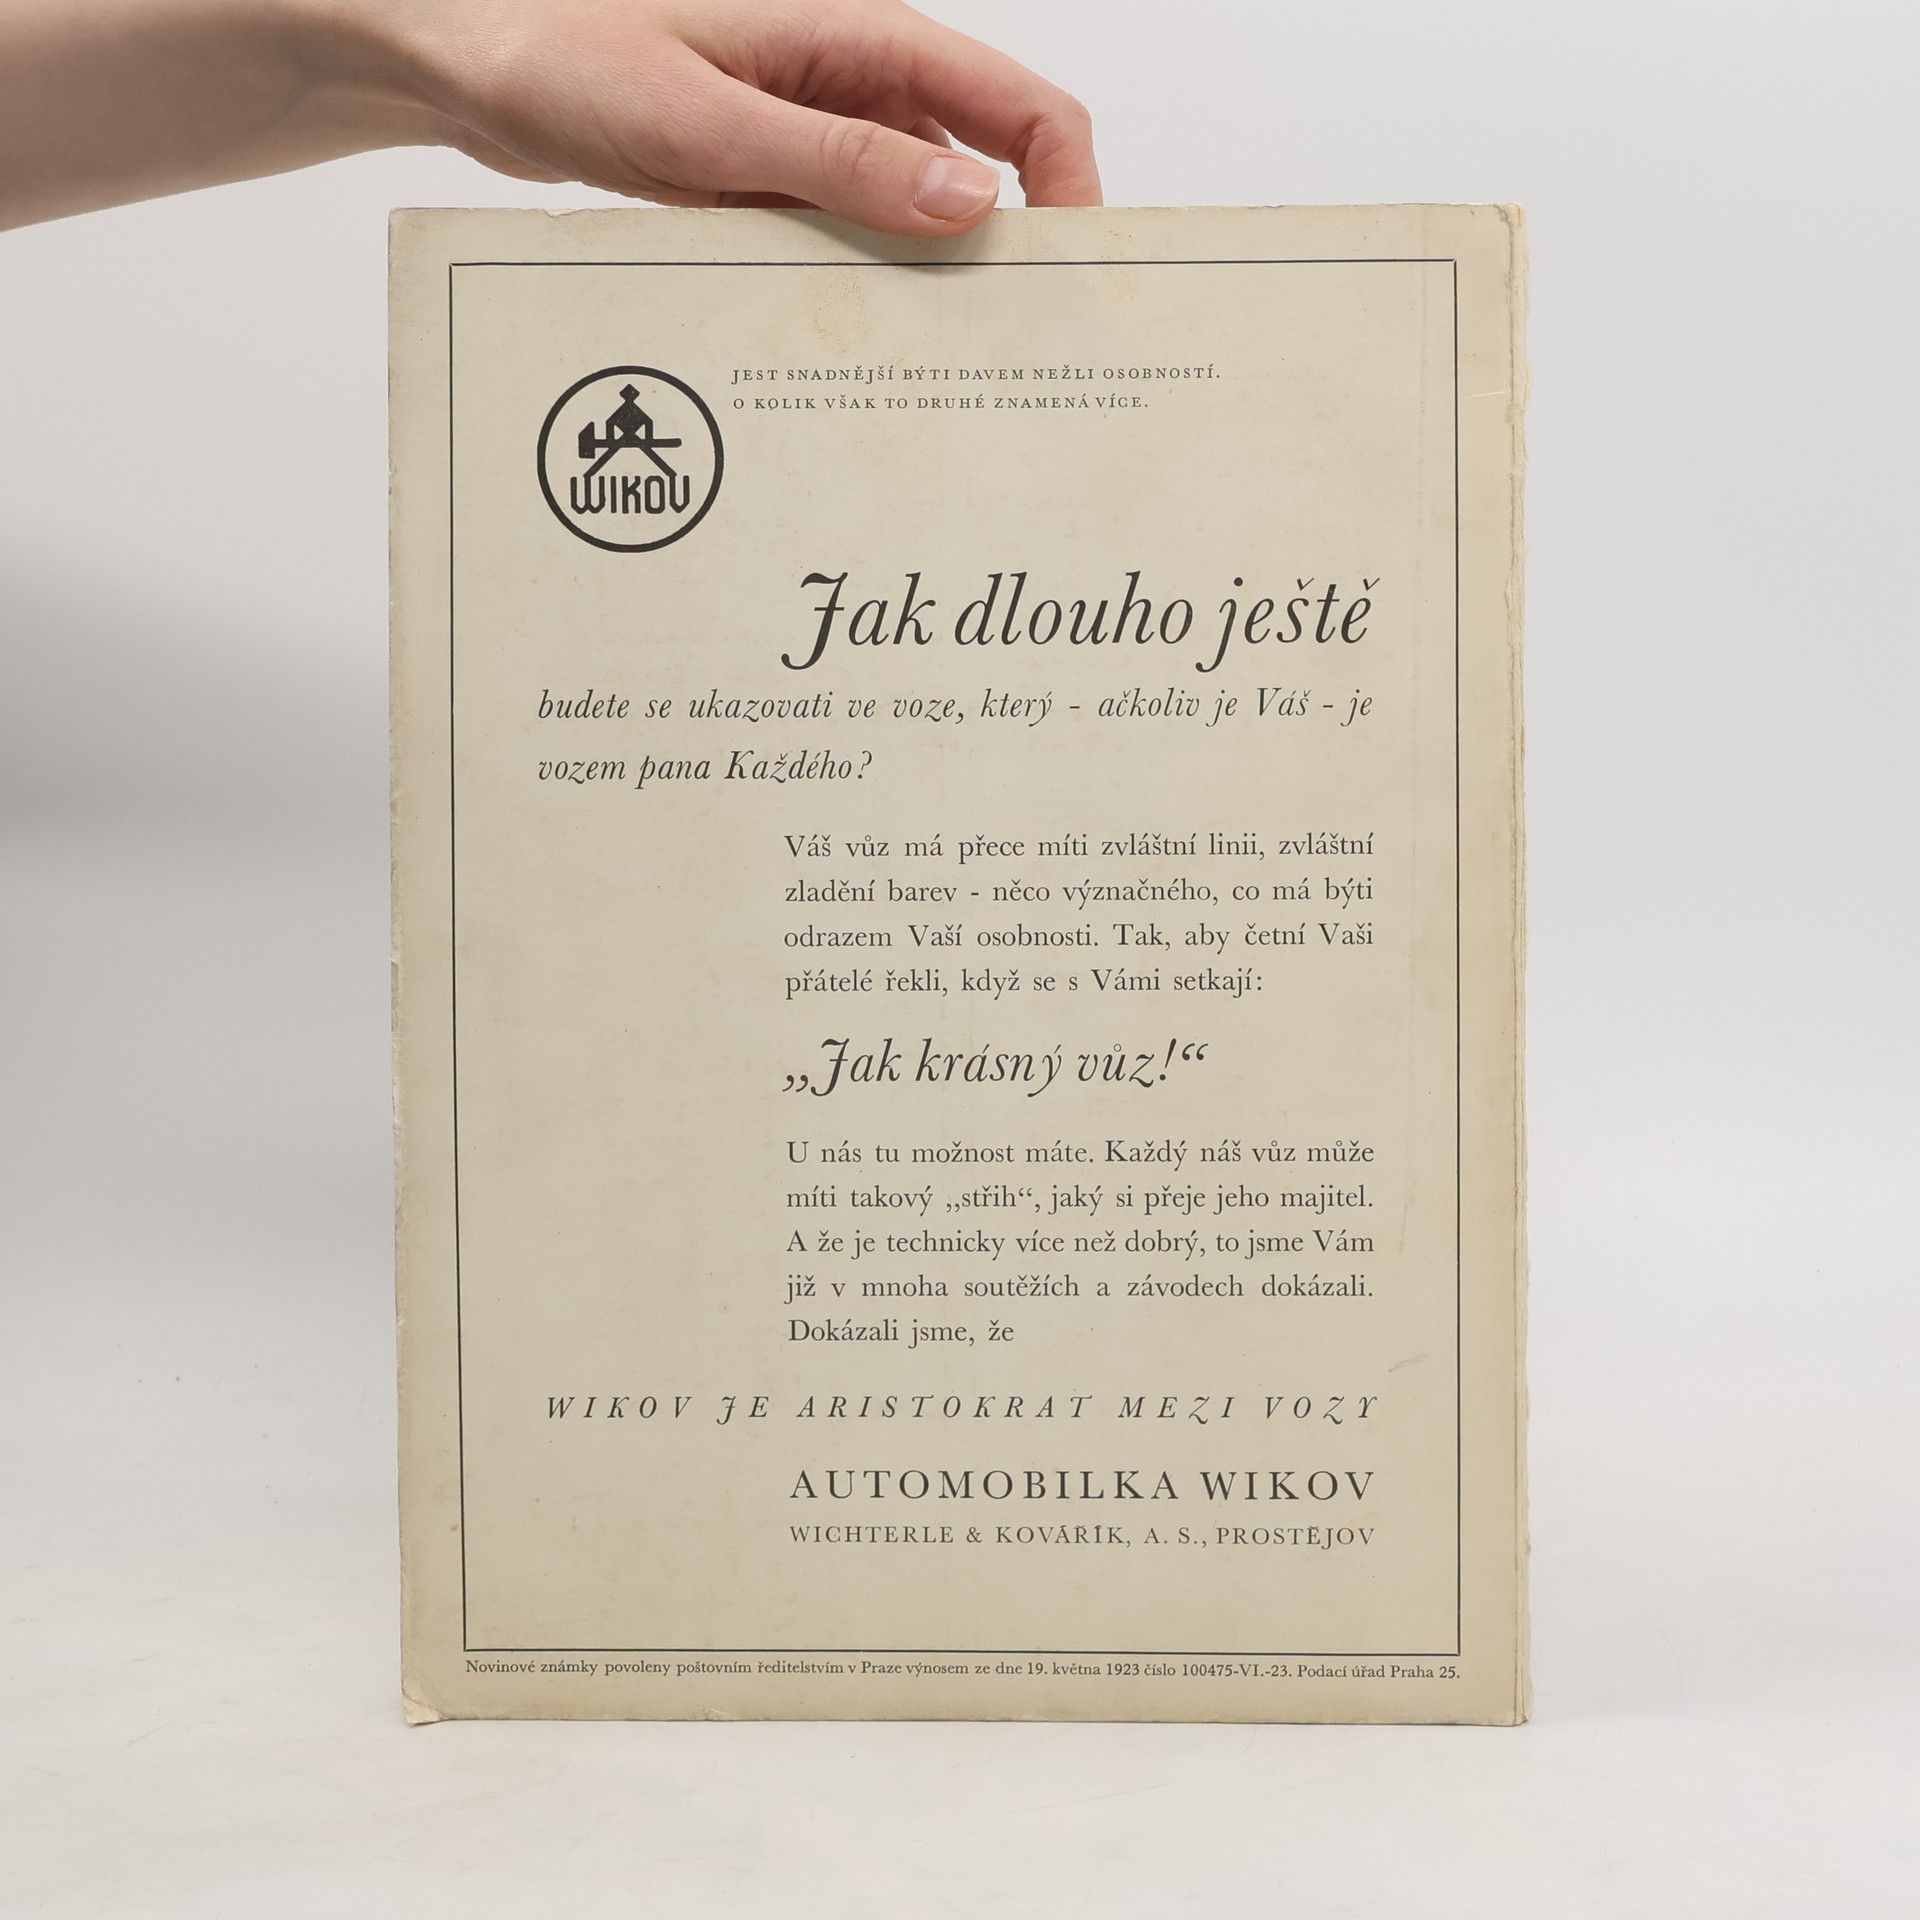 JEST SNADNĚJŠÍ BÝTI DAVEM NEŽLI OSOBNOSTÍ.
O KOLIK VŠAK TO DRUHÉ ZNAMENÁ VÍCE.
WIKOV
Jak dlouho ještě
budete se ukazovati ve voze, který - ačkoliv je Váš - je
vozem pana Každého?
Váš vůz má přece míti zvláštní linii, zvláštní
zladění barev - něco význačného, co má býti
odrazem Vaší osobnosti. Tak, aby četní Vaši
přátelé řekli, když se s Vámi setkají:
„Jak krásný vůz!“
U nás tu možnost máte. Každý náš vůz může
míti takový „střih“, jaký si přeje jeho majitel.
A že je technicky více než dobrý, to jsme Vám
již v mnoha soutěžích a závodech dokázali.
Dokázali jsme, že
WIKOV JE ARISTOKRAT MEZI VOZY
AUTOMOBILKA WIKOV
WICHTERLE & KOVÁŘÍK, A. S., PROSTĚJOV
Novinové známky povoleny poštovním ředitelstvím v Praze výnosem ze dne 19. května 1923 číslo 100475-VI.-23. Podací úřad Praha 25.